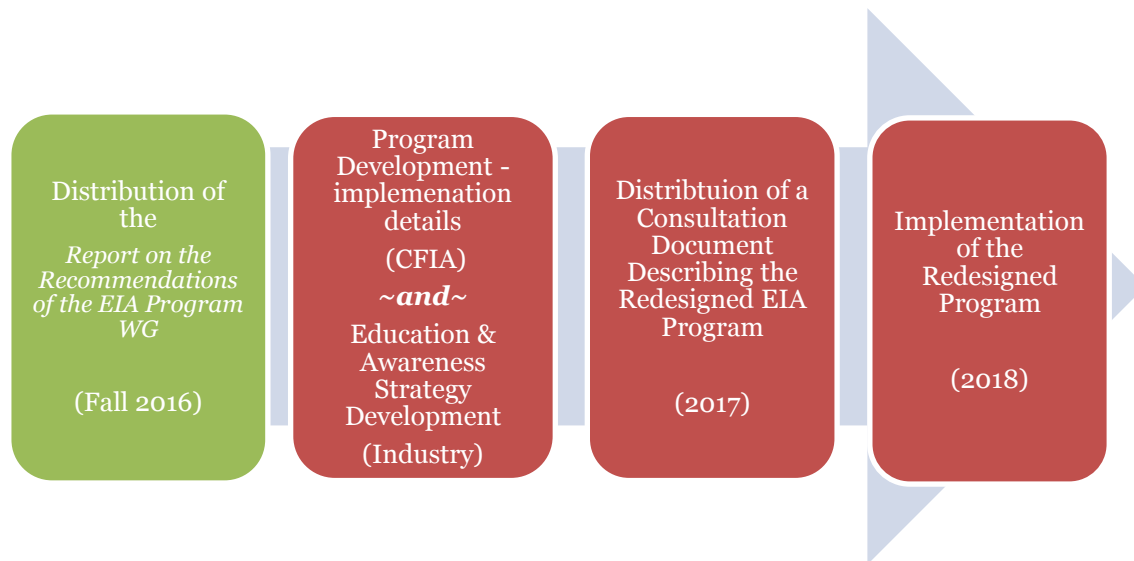 Distribution of
the
Report on the
Recommendations
of the EIA Program
WG
(Fall 2016)
Program
Development -
implemenation
details
(CFIA)
~and~
Education &
Awareness
Strategy
Development
(Industry)
Distribtuion of a
Consultation
Document
Describing the
Redesigned EIA
Program
(2017)
Implementation
of the
Redesigned
Program
(2018)